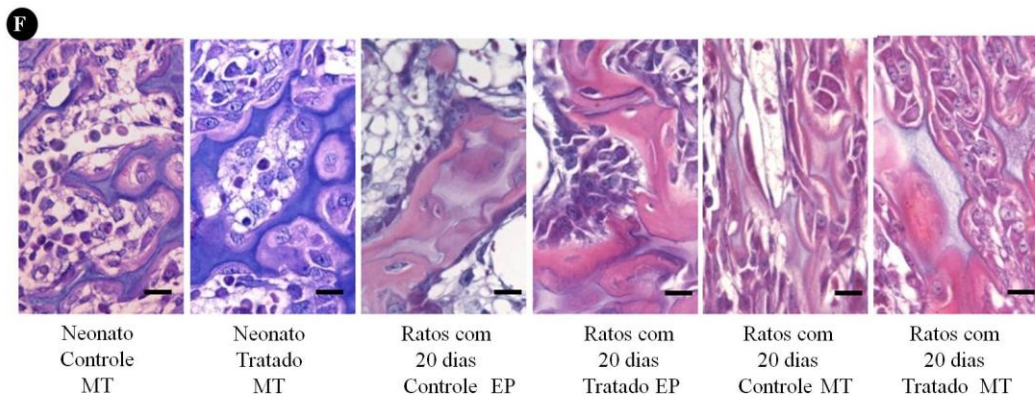 F
Neonato
Controle
MT
Neonato
Tratado
MT
Ratos com
20 dias
Controle EP
Ratos com
20 dias
Tratado EP
Ratos com
20 dias
Controle MT
Ratos com
20 dias
Tratado MT